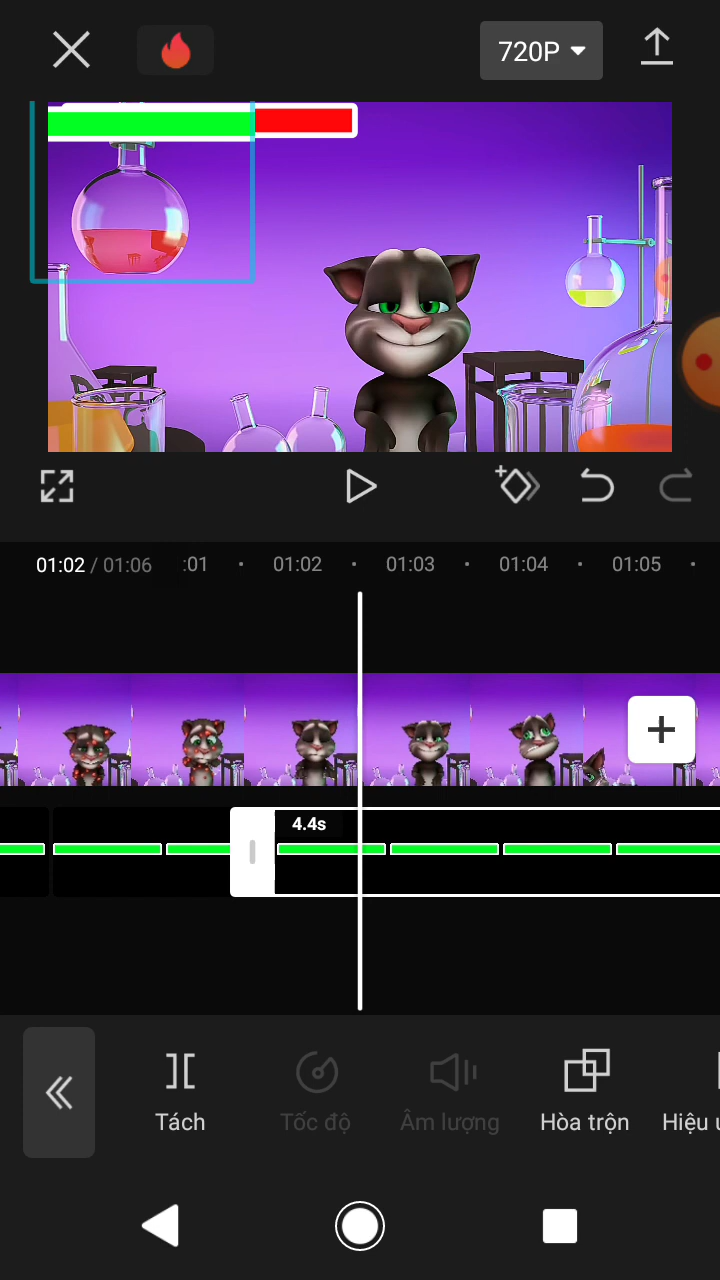 720P
01:02 / 01:06 :01 01:02 01:03 01:04 01:05
4.4s
Tách Tốc độ Âm lượng Hòa trộn Hiệu